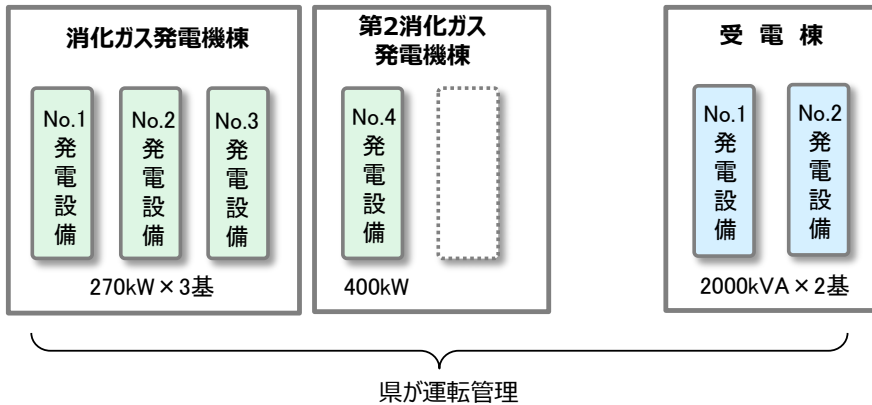 消化ガス発電機棟
No.1
発電設備
No.2
発電設備
No.3
発電設備
270kW×3基
第2消化ガス
発電機棟
No.4
発電設備
400kW
受電棟
No.1
発電設備
No.2
発電設備
2000kVA×2基
県が運転管理